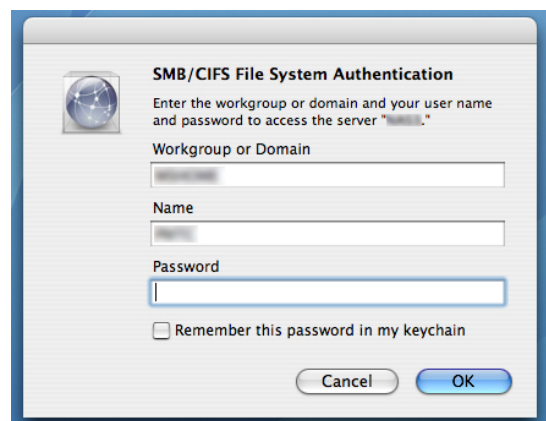 SMB/CIFS File System Authentication
Enter the workgroup or domain and your user name
and password to access the server " ."
Workgroup or Domain
Name
Password
Remember this password in my keychain
Cancel OK